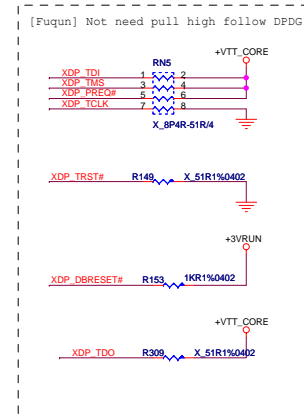 [Fuqun] Not need pull high follow DPDG
+VTT_CORE
RN5
XDP_TDI 1 2
XDP_TMS 3 4
XDP_PREQ# 5 6
XDP_TCLK 7 8
X_8P4R-51R/4
XDP_TRST# R149 X_51R1%0402
+3VRUN
XDP_DBRESET# R153 1KR1%0402
+VTT_CORE
XDP_TDO R309 X_51R1%0402